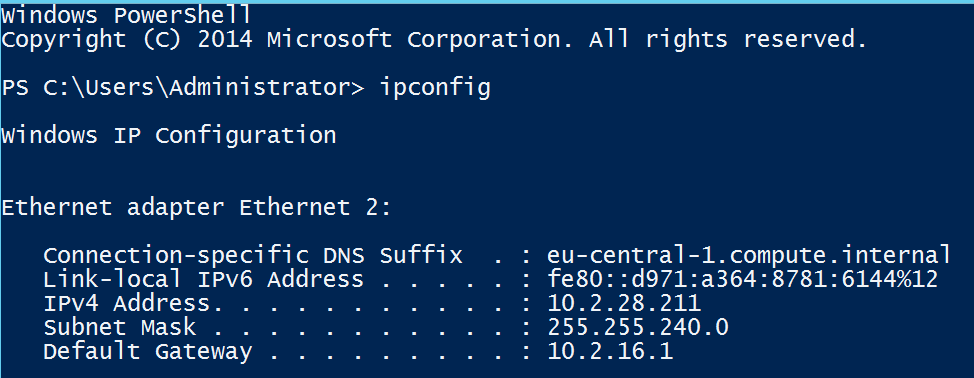 Windows PowerShell
Copyright (C) 2014 Microsoft Corporation. All rights reserved.
PS C:\Users\Administrator> ipconfig
Windows IP Configuration
Ethernet adapter Ethernet 2:
Connection-specific DNS Suffix  . : eu-central-1.compute.internal
Link-local IPv6 Address . . . . . : fe80::d971:a364:8781:6144%12
IPv4 Address. . . . . . . . . . . : 10.2.28.211
Subnet Mask . . . . . . . . . . . : 255.255.240.0
Default Gateway . . . . . . . . . : 10.2.16.1